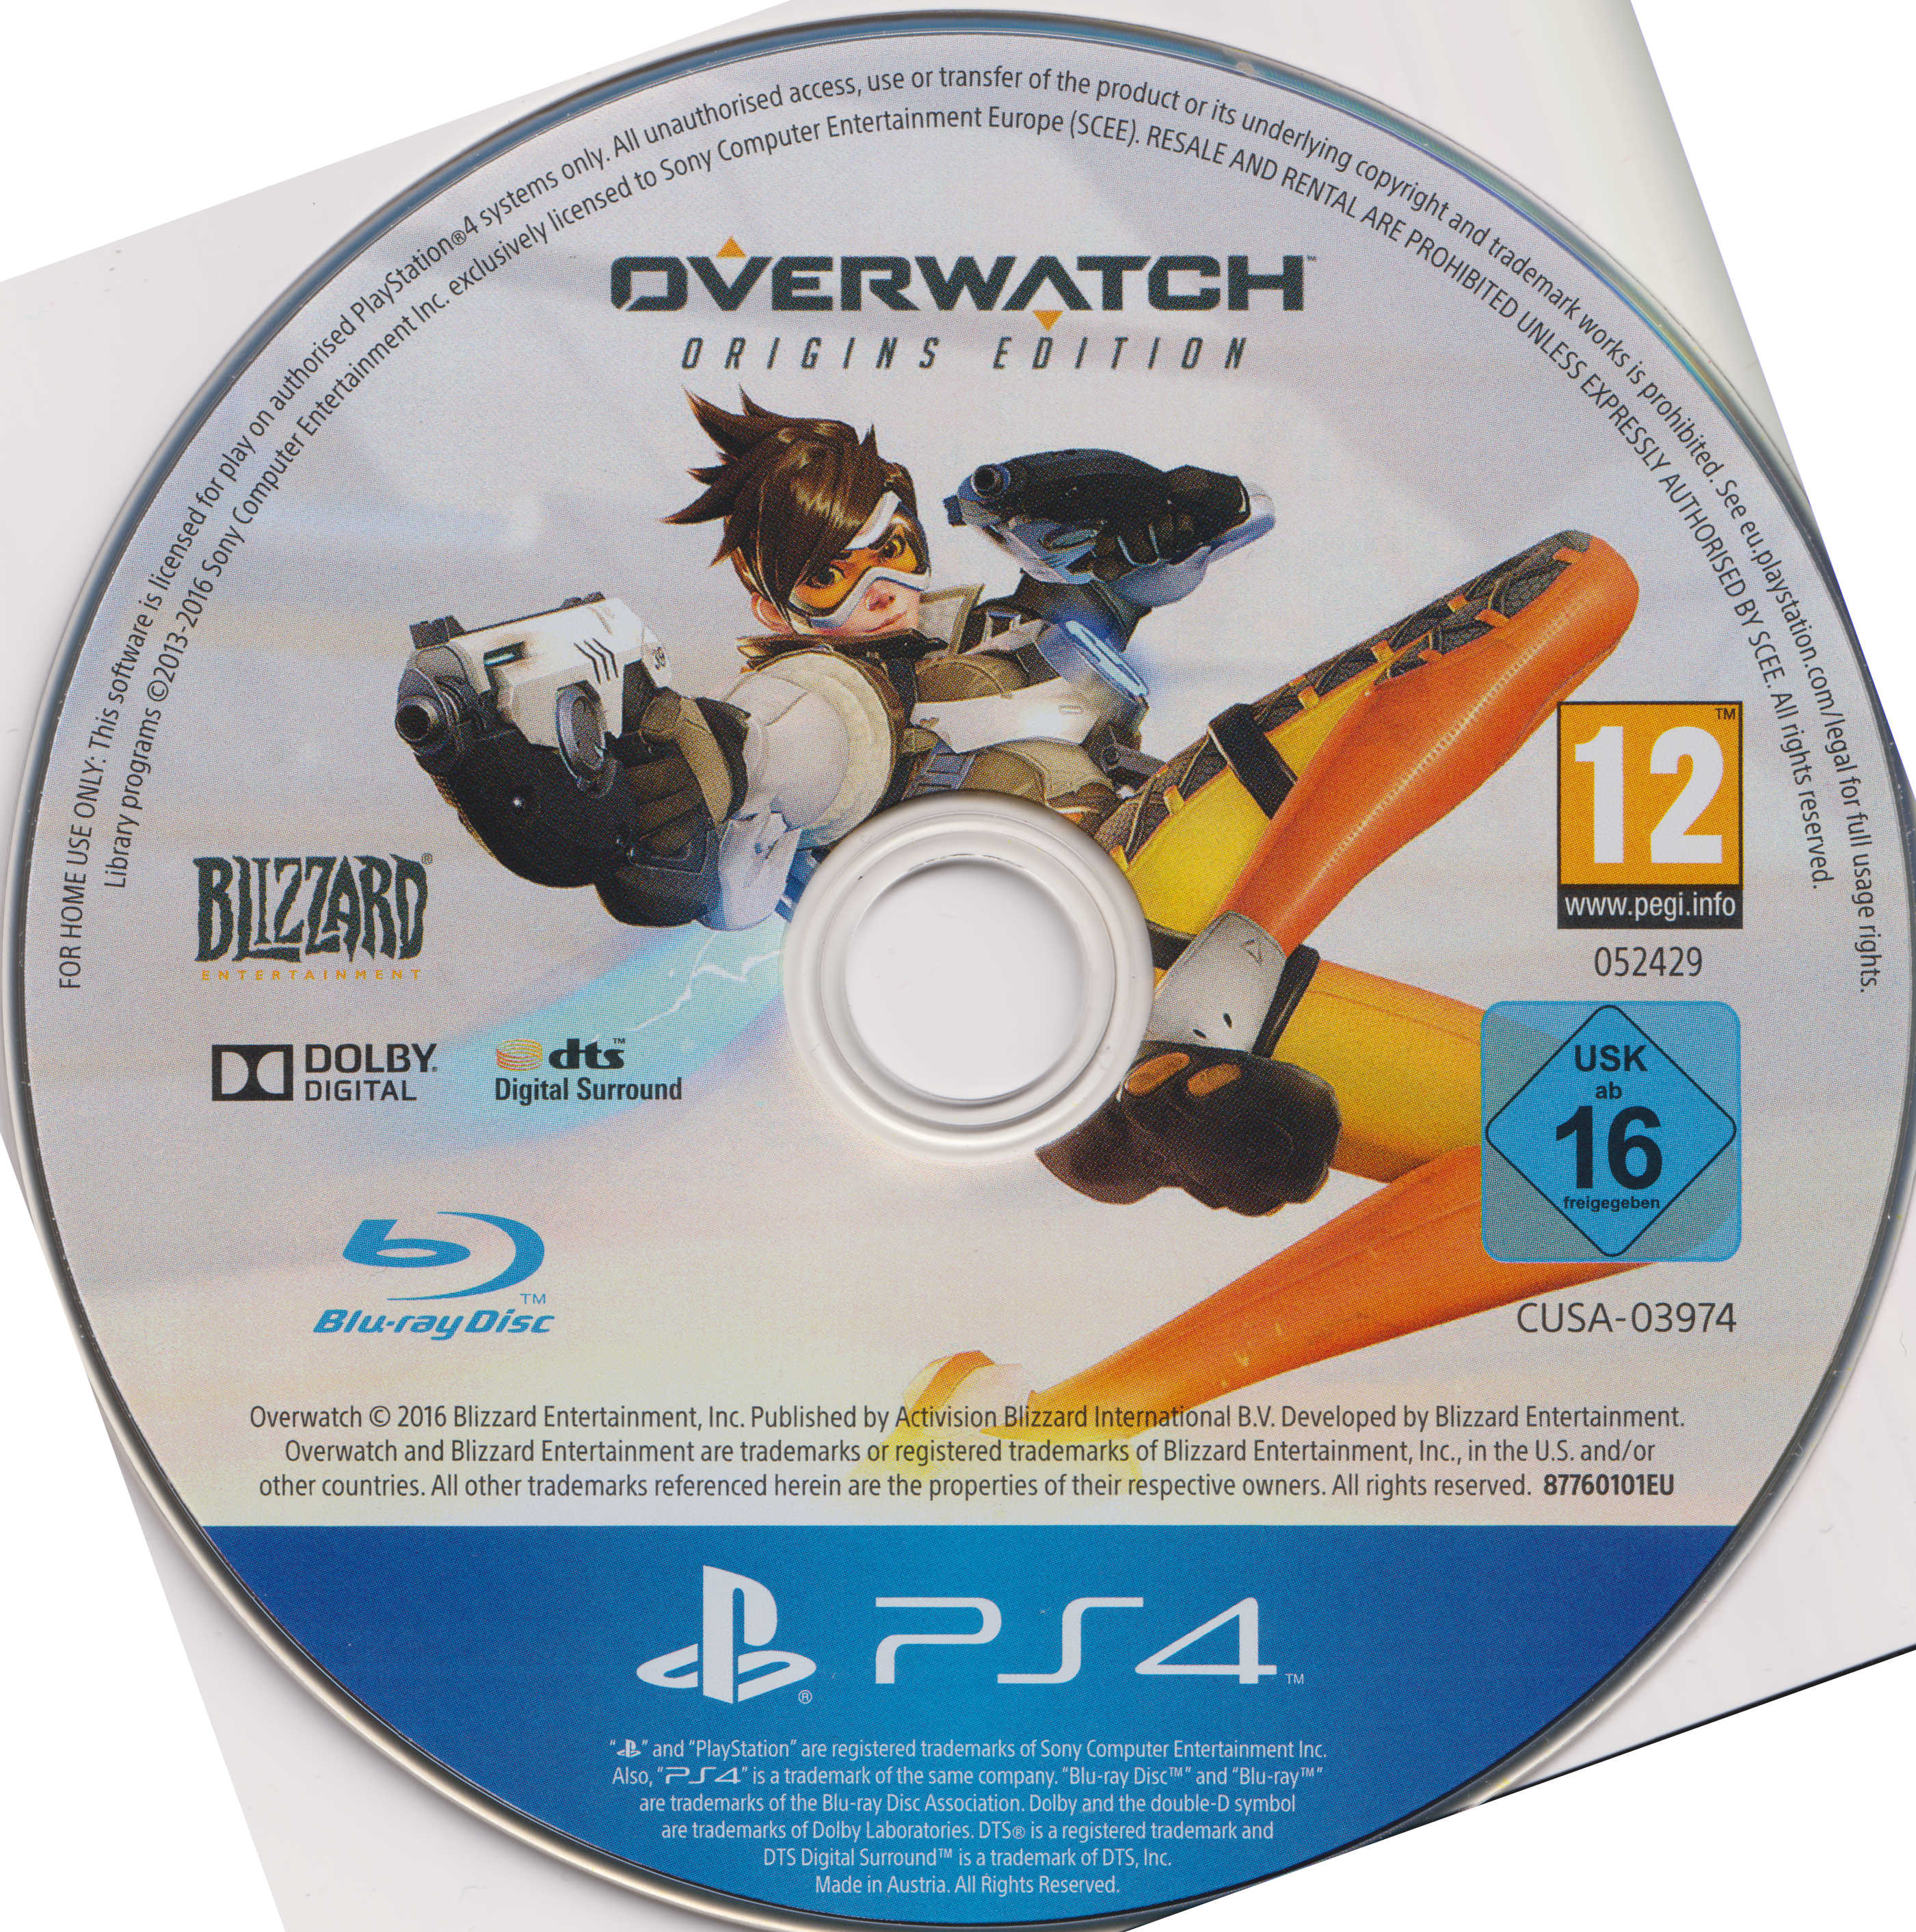 FOR HOME USE ONLY: This software is licensed for play on authorised PlayStation®4 systems only. All unauthorised access, use or transfer of the product or its underlying copyright and trademark works is prohibited. See eu.playstation.com/legal for full usage rights.
Library programs ©2013-2016 Sony Computer Entertainment Inc. exclusively licensed to Sony Computer Entertainment Europe (SCEE). RESALE AND RENTAL ARE PROHIBITED UNLESS EXPRESSLY AUTHORISED BY SCEE. All rights reserved.
OVERWATCH™
ORIGINS EDITION
39
12™
www.pegi.info
052429
BLIZZARD®
ENTERTAINMENT
DOLBY®
DIGITAL
dts™
Digital Surround
USK
ab
16
freigegeben
Blu-ray Disc™
CUSA-03974
Overwatch © 2016 Blizzard Entertainment, Inc. Published by Activision Blizzard International B.V. Developed by Blizzard Entertainment.
Overwatch and Blizzard Entertainment are trademarks or registered trademarks of Blizzard Entertainment, Inc., in the U.S. and/or
other countries. All other trademarks referenced herein are the properties of their respective owners. All rights reserved. 87760101EU
® PS4™
"PS" and "PlayStation" are registered trademarks of Sony Computer Entertainment Inc.
Also, "PS4" is a trademark of the same company. "Blu-ray Disc™" and "Blu-ray™"
are trademarks of the Blu-ray Disc Association. Dolby and the double-D symbol
are trademarks of Dolby Laboratories. DTS® is a registered trademark and
DTS Digital Surround™ is a trademark of DTS, Inc.
Made in Austria. All Rights Reserved.